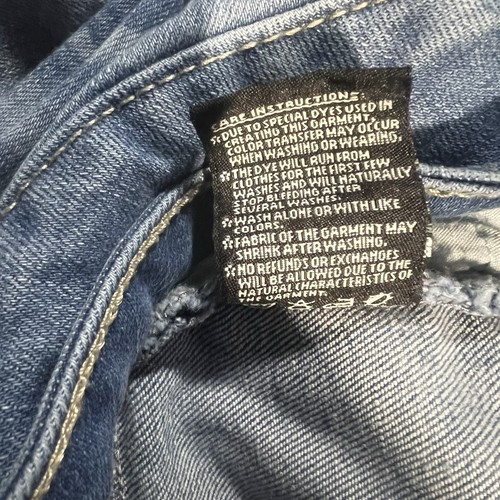 CARE INSTRUCTIONS:
☆DUE TO SPECIAL DYES USED IN
CREATING THIS GARMENT,
COLOR TRANSFER MAY OCCUR
WHEN WASHING OR WEARING.
☆THE DYE WILL RUN FROM
CLOTHES FOR THE FIRST FEW
WASHES AND WILL NATURALLY
STOP BLEEDING AFTER
SEVERAL WASHES.
☆WASH ALONE OR WITH LIKE
COLORS.
☆FABRIC OF THE GARMENT MAY
SHRINK AFTER WASHING.
☆NO REFUNDS OR EXCHANGES
WILL BE ALLOWED DUE TO THE
NATURAL CHARACTERISTICS OF
THE GARMENT.